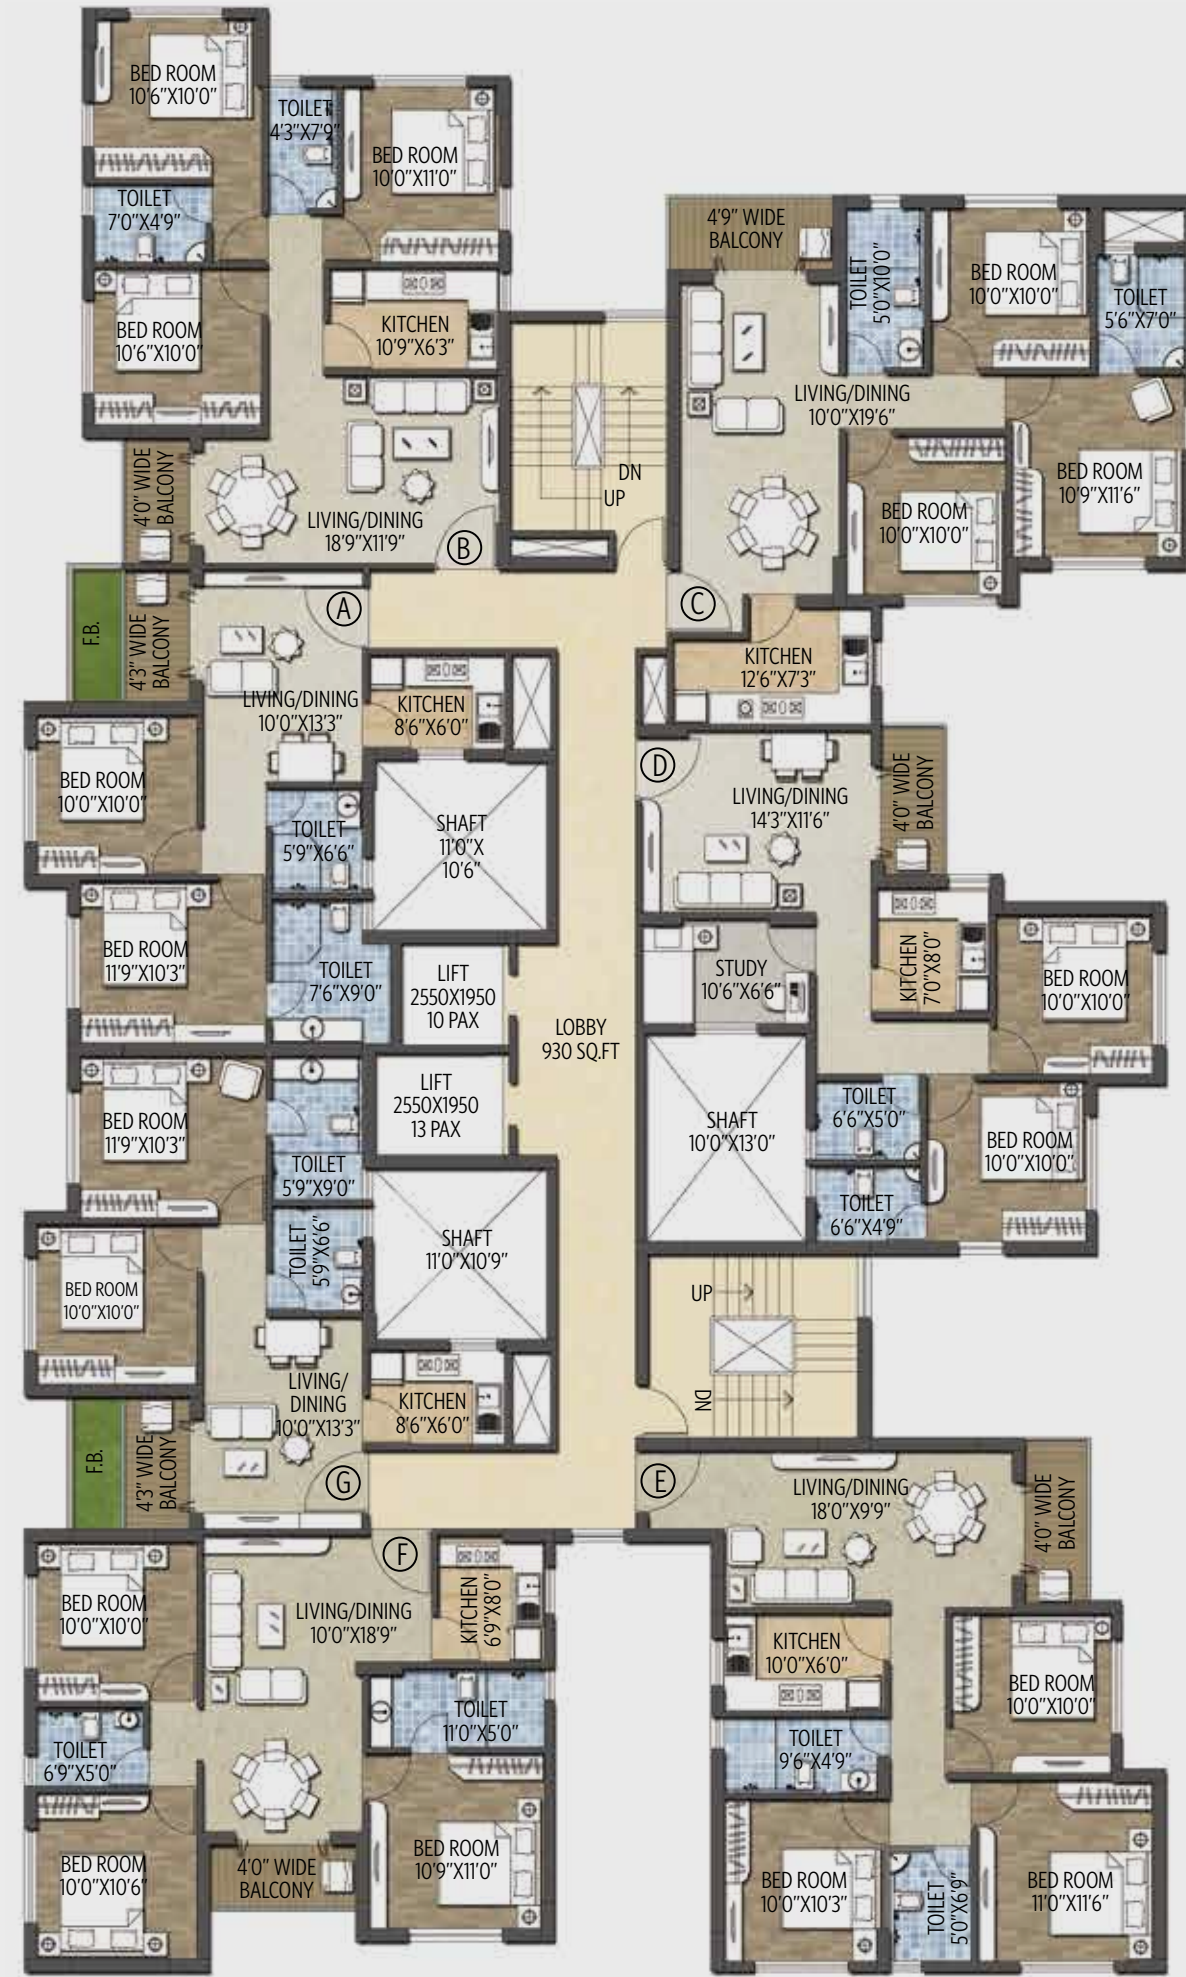 BED ROOM
10'6"X10'0"
TOILET
4'3"X7'9"
BED ROOM
10'0"X11'0"
TOILET
7'0"X4'9"
BED ROOM
10'6"X10'0"
KITCHEN
10'9"X6'3"
4'0" WIDE
BALCONY
LIVING/DINING
18'9"X11'9"
B
DN
UP
4'9" WIDE
BALCONY
TOILET
5'0"X10'0"
BED ROOM
10'0"X10'0"
TOILET
5'6"X7'0"
LIVING/DINING
10'0"X19'6"
BED ROOM
10'9"X11'6"
BED ROOM
10'0"X10'0"
C
KITCHEN
12'6"X7'3"
F.B.
4'3" WIDE
BALCONY
A
LIVING/DINING
10'0"X13'3"
KITCHEN
8'6"X6'0"
BED ROOM
10'0"X10'0"
TOILET
5'9"X6'6"
SHAFT
11'0"X
10'6"
BED ROOM
11'9"X10'3"
TOILET
7'6"X9'0"
LIFT
2550X1950
10 PAX
LOBBY
930 SQ.FT
D
LIVING/DINING
14'3"X11'6"
4'0" WIDE
BALCONY
STUDY
10'6"X6'6"
KITCHEN
7'0"X8'0"
BED ROOM
10'0"X10'0"
SHAFT
10'0"X13'0"
TOILET
6'6"X5'0"
TOILET
6'6"X4'9"
BED ROOM
10'0"X10'0"
BED ROOM
11'9"X10'3"
TOILET
5'9"X9'0"
LIFT
2550X1950
13 PAX
BED ROOM
10'0"X10'0"
TOILET
5'9"X6'6"
SHAFT
11'0"X10'9"
LIVING/
DINING
10'0"X13'3"
KITCHEN
8'6"X6'0"
F.B.
4'3" WIDE
BALCONY
G
UP
DN
E
LIVING/DINING
18'0"X9'9"
4'0" WIDE
BALCONY
KITCHEN
10'0"X6'0"
BED ROOM
10'0"X10'0"
TOILET
9'6"X4'9"
BED ROOM
10'0"X10'3"
TOILET
5'0"X6'9"
BED ROOM
11'0"X11'6"
F
BED ROOM
10'0"X10'0"
LIVING/DINING
10'0"X18'9"
KITCHEN
6'9"X8'0"
TOILET
11'0"X5'0"
TOILET
6'9"X5'0"
BED ROOM
10'0"X10'6"
4'0" WIDE
BALCONY
BED ROOM
10'9"X11'0"